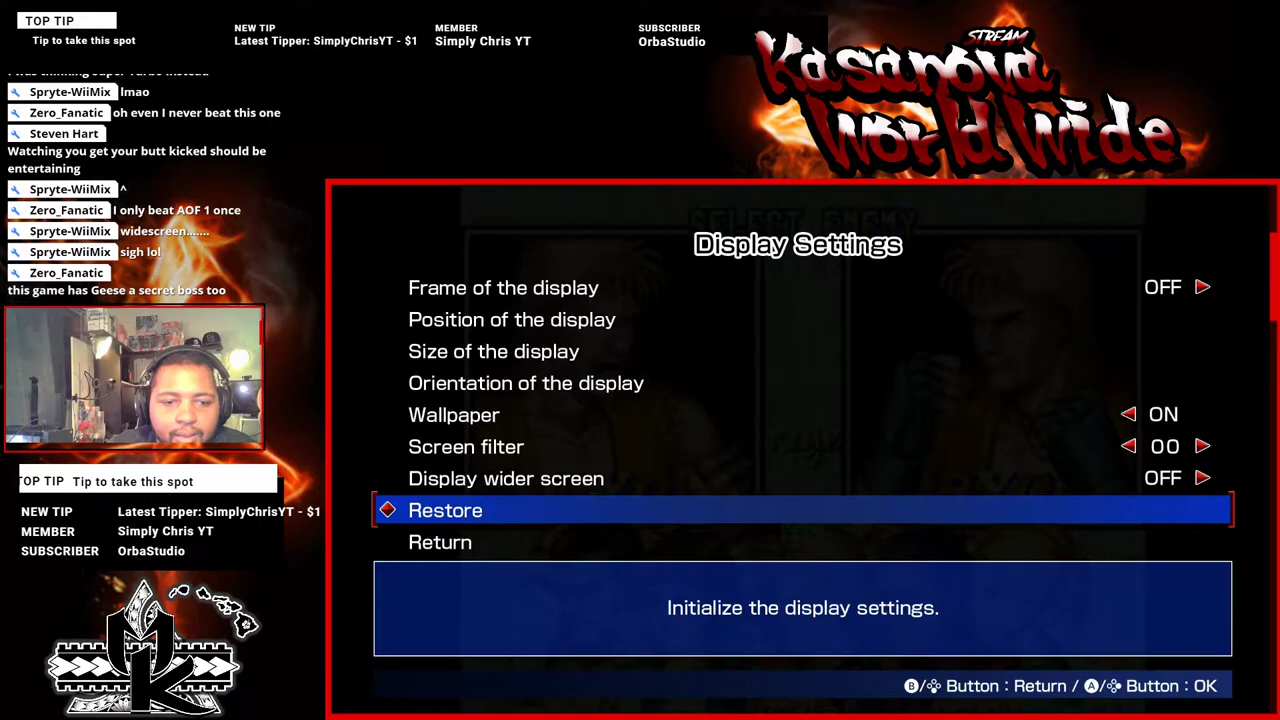 TOP TIP
Tip to take this spot
NEW TIP
Latest Tipper: SimplyChrisYT - $1
MEMBER
Simply Chris YT
SUBSCRIBER
OrbaStudio
STREAM
Kasanova
World Wide
Spryte-WiiMix lmao
Zero_Fanatic oh even I never beat this one
Steven Hart
Watching you get your butt kicked should be
entertaining
Spryte-WiiMix ^
Zero_Fanatic I only beat AOF 1 once
Spryte-WiiMix widescreen.......
Spryte-WiiMix sigh lol
Zero_Fanatic
this game has Geese a secret boss too
SELECT ENEMY
Display Settings
Frame of the display OFF
Position of the display
Size of the display
Orientation of the display
Wallpaper ON
Screen filter 00
Display wider screen OFF
Restore
Return
Initialize the display settings.
B/ Button : Return / A/ Button : OK
TOP TIP Tip to take this spot
NEW TIP Latest Tipper: SimplyChrisYT - $1
MEMBER Simply Chris YT
SUBSCRIBER OrbaStudio